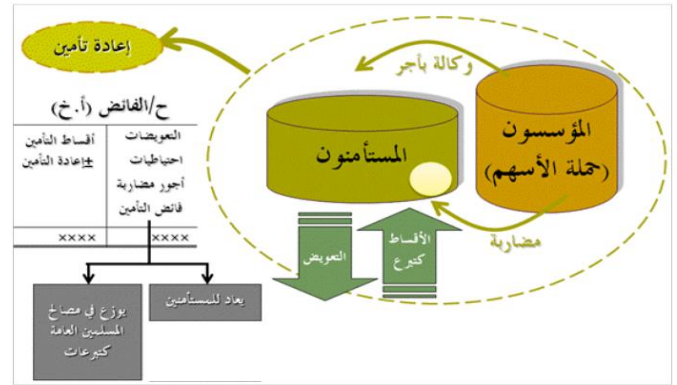 إعادة تأمين
وكالة بأجر
المؤسسون
(حملة الأسهم)
المستأمنون
مضاربة
الأقساط
كتبرع
التعويض
ح/الفائض (أ.خ)
التعويضات
احتياطيات
أجور مضاربة
فائض التأمين
××××
أقساط التأمين
±إعادة التأمين
××××
يعاد للمستأمنين
يوزع في مصالح
المسلمين العامة
كتبرعات